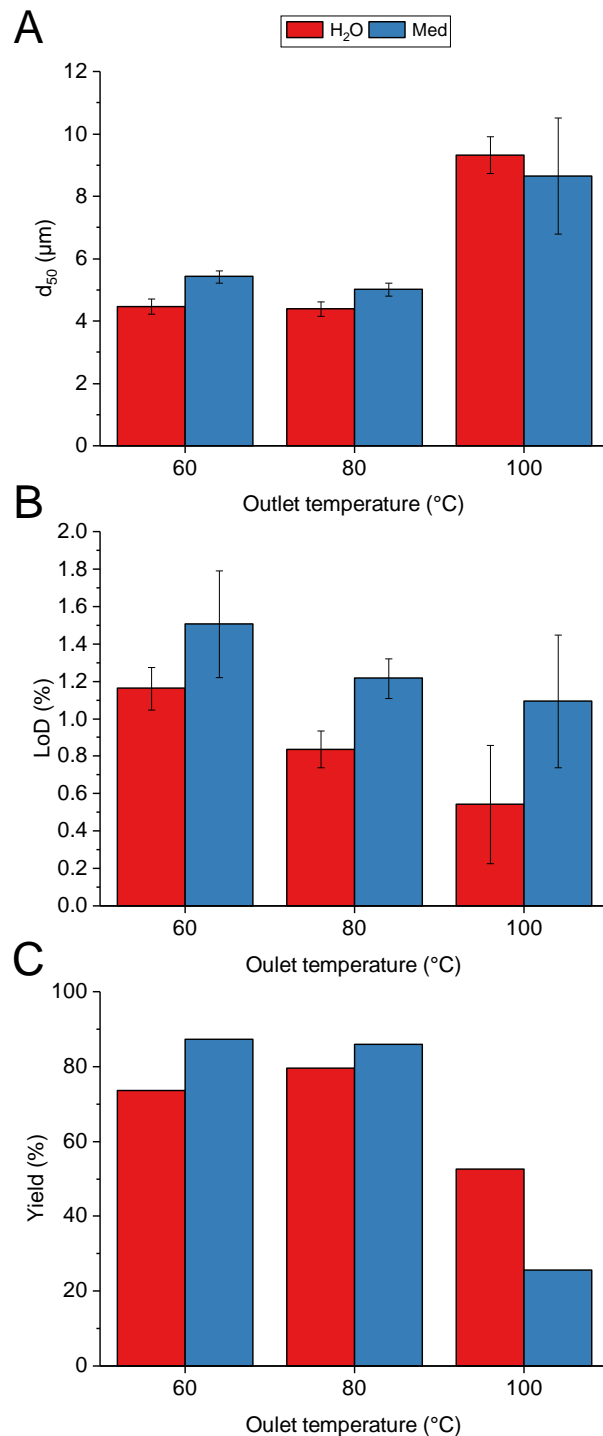 A
H₂O Med
12
10
8
6
4
2
0
d₅₀ (µm)
60 80 100
Outlet temperature (°C)
B
2.0
1.8
1.6
1.4
1.2
1.0
0.8
0.6
0.4
0.2
0.0
LoD (%)
60 80 100
Oulet temperature (°C)
C
100
80
60
40
20
0
Yield (%)
60 80 100
Oulet temperature (°C)